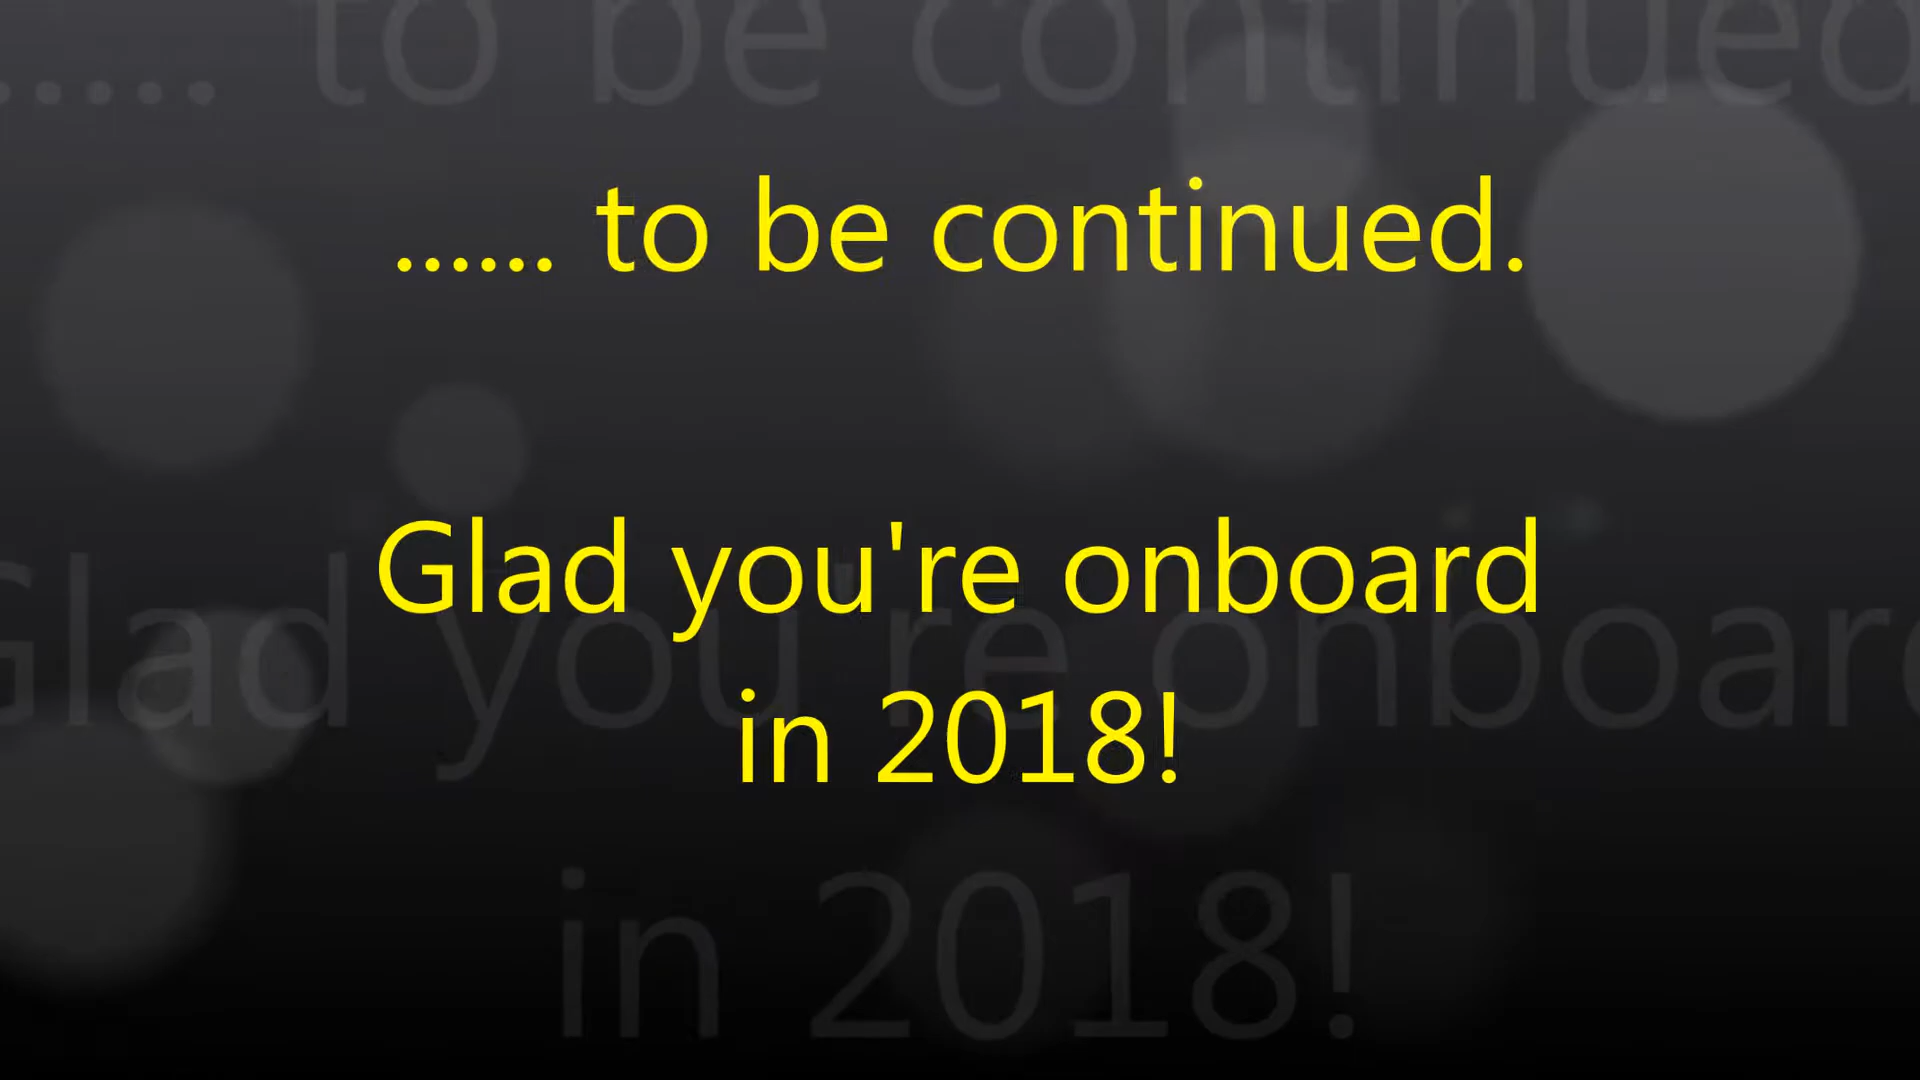 ...... to be continued.
Glad you're onboard
in 2018!